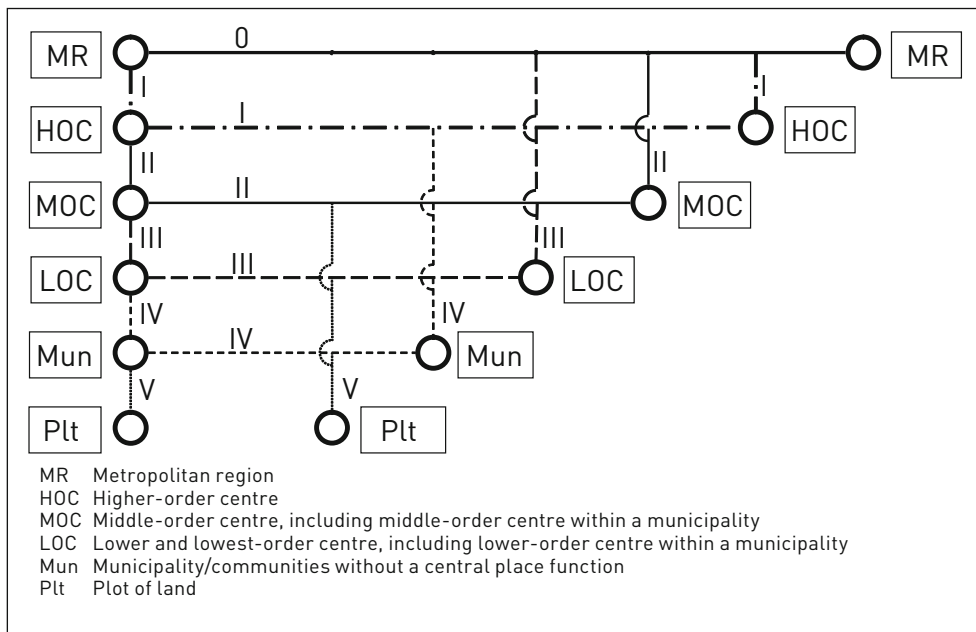 0
MR MR
I I
I
HOC HOC
II II
II
MOC MOC
III III
III
LOC LOC
IV IV
IV
Mun Mun
V V
Plt Plt
MR Metropolitan region
HOC Higher-order centre
MOC Middle-order centre, including middle-order centre within a municipality
LOC Lower and lowest-order centre, including lower-order centre within a municipality
Mun Municipality/communities without a central place function
Plt Plot of land